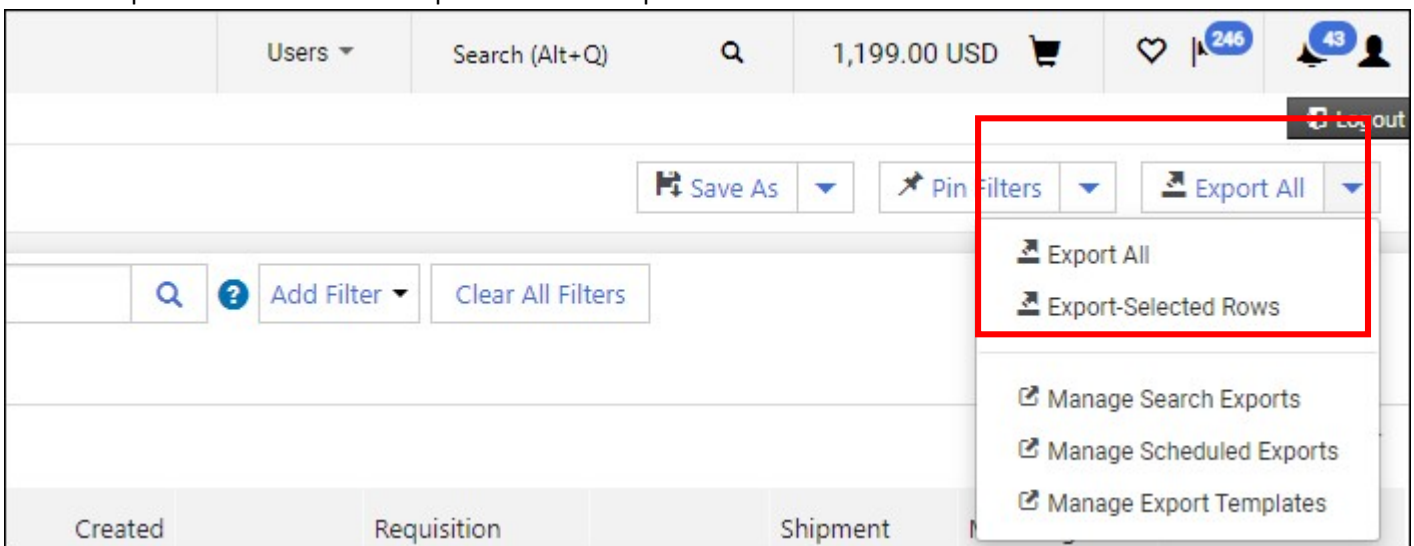 Users Search (Alt+Q) 1,199.00 USD 246 43
Logout
Save As Pin Filters Export All
Export All
? Add Filter Clear All Filters
Export-Selected Rows
Manage Search Exports
Manage Scheduled Exports
Manage Export Templates
Created Requisition Shipment